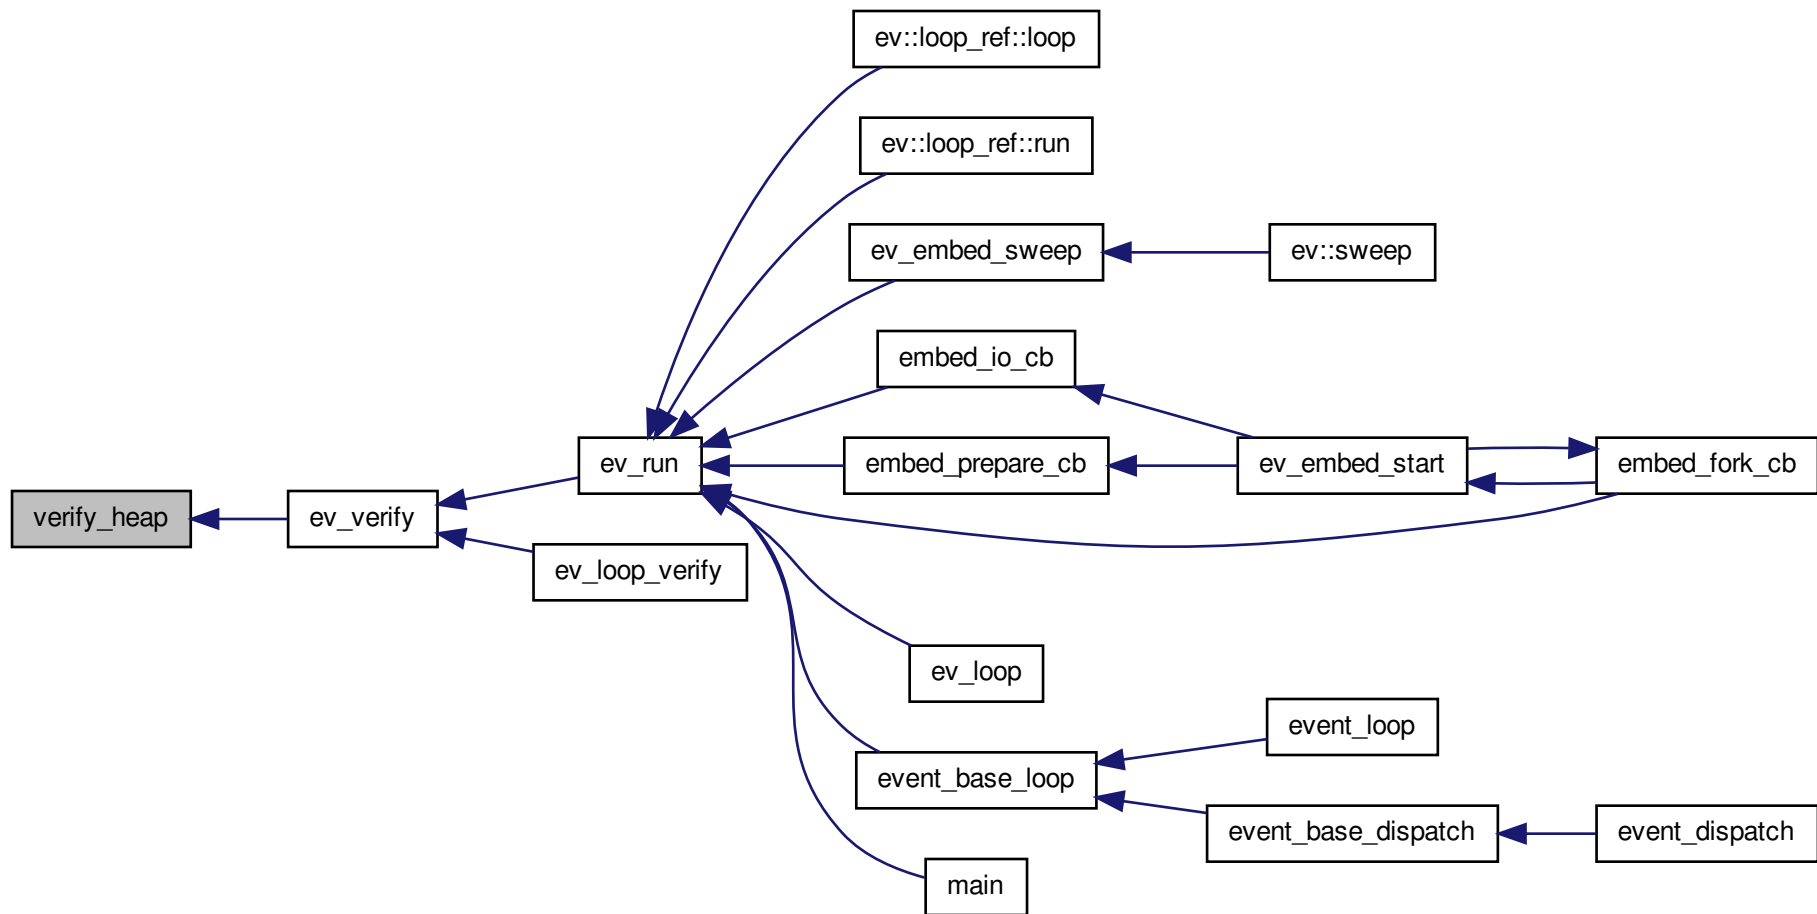 ev::loop_ref::loop
ev::loop_ref::run
ev_embed_sweep
ev::sweep
embed_io_cb
ev_run
embed_prepare_cb
ev_embed_start
embed_fork_cb
verify_heap
ev_verify
ev_loop_verify
ev_loop
event_loop
event_base_loop
event_base_dispatch
event_dispatch
main